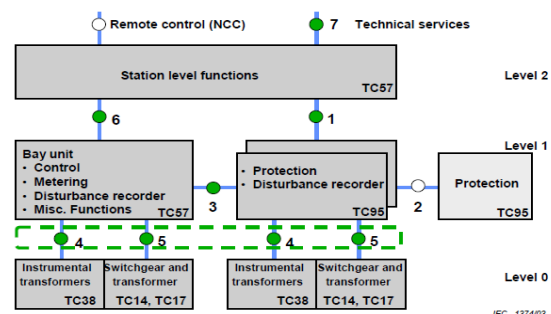 Remote control (NCC)
7 Technical services
Station level functions
TC57
Level 2
6
1
Level 1
Bay unit
• Control
• Metering
• Disturbance recorder
• Misc. Functions
TC57
3
• Protection
• Disturbance recorder
TC95
2
Protection
TC95
4
5
4
5
Instrumental
transformers
TC38
Switchgear and
transformer
TC14, TC17
Instrumental
transformers
TC38
Switchgear and
transformer
TC14, TC17
Level 0
IEC 1374/03